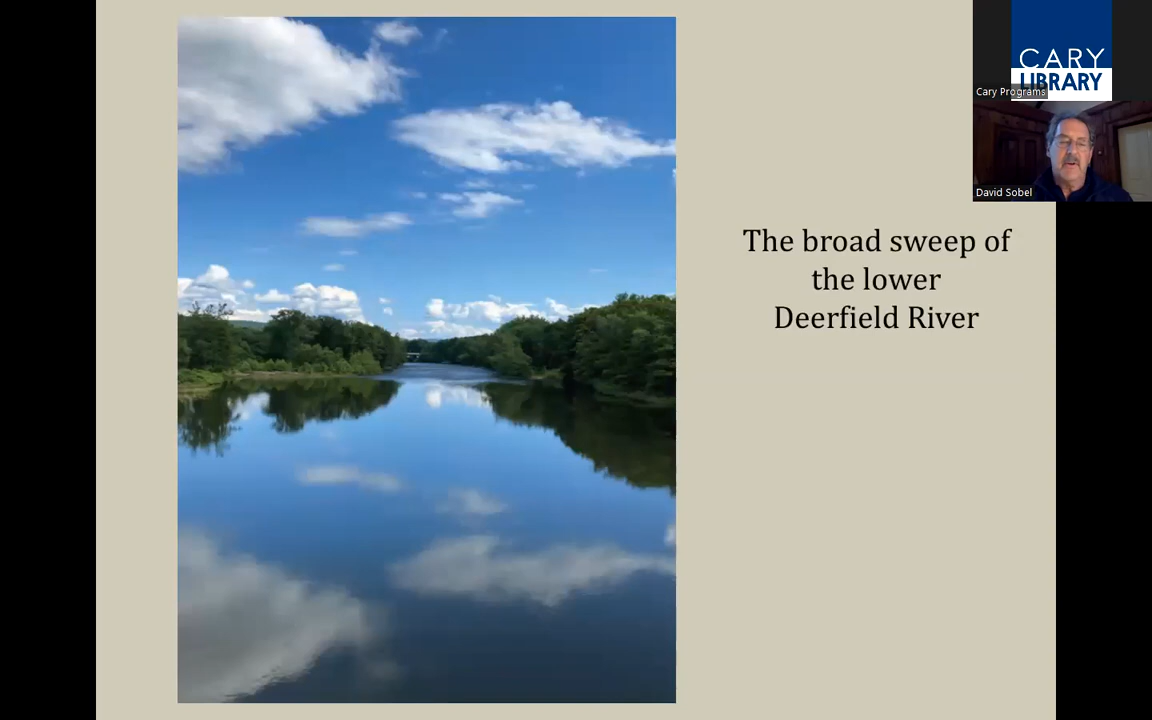 CARY
LIBRARY
Cary Programs
David Sobel
The broad sweep of
the lower
Deerfield River